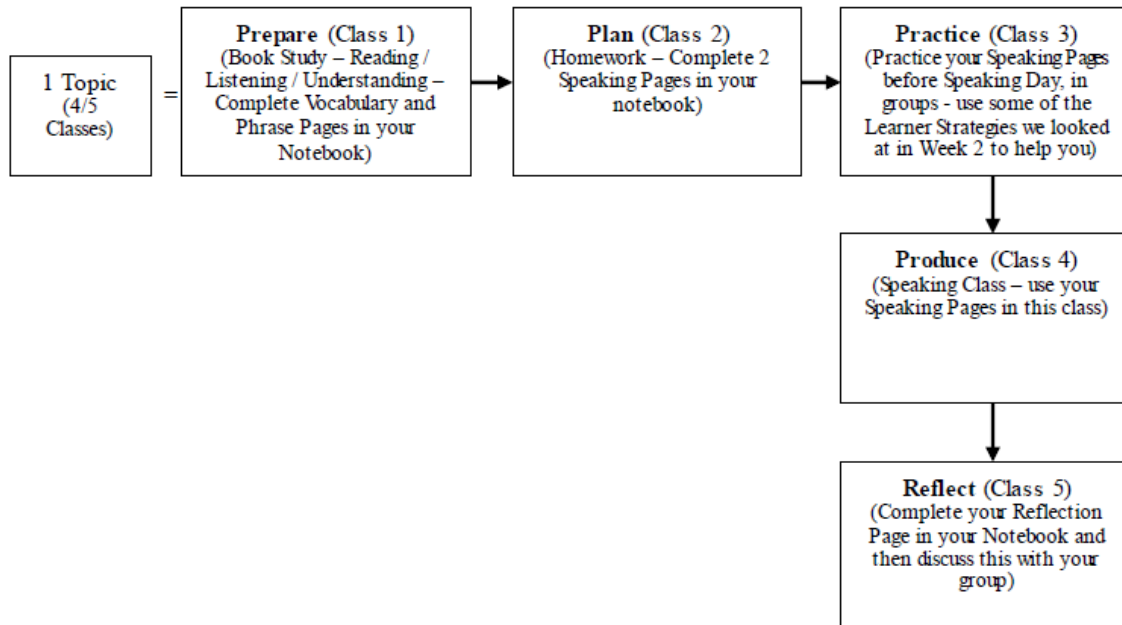 1 Topic
(4/5
Classes)
=
Prepare (Class 1)
(Book Study – Reading /
Listening / Understanding –
Complete Vocabulary and
Phrase Pages in your
Notebook)
Plan (Class 2)
(Homework – Complete 2
Speaking Pages in your
notebook)
Practice (Class 3)
(Practice your Speaking Pages
before Speaking Day, in
groups - use some of the
Learner Strategies we looked
at in Week 2 to help you)
Produce (Class 4)
(Speaking Class – use your
Speaking Pages in this class)
Reflect (Class 5)
(Complete your Reflection
Page in your Notebook and
then discuss this with your
group)